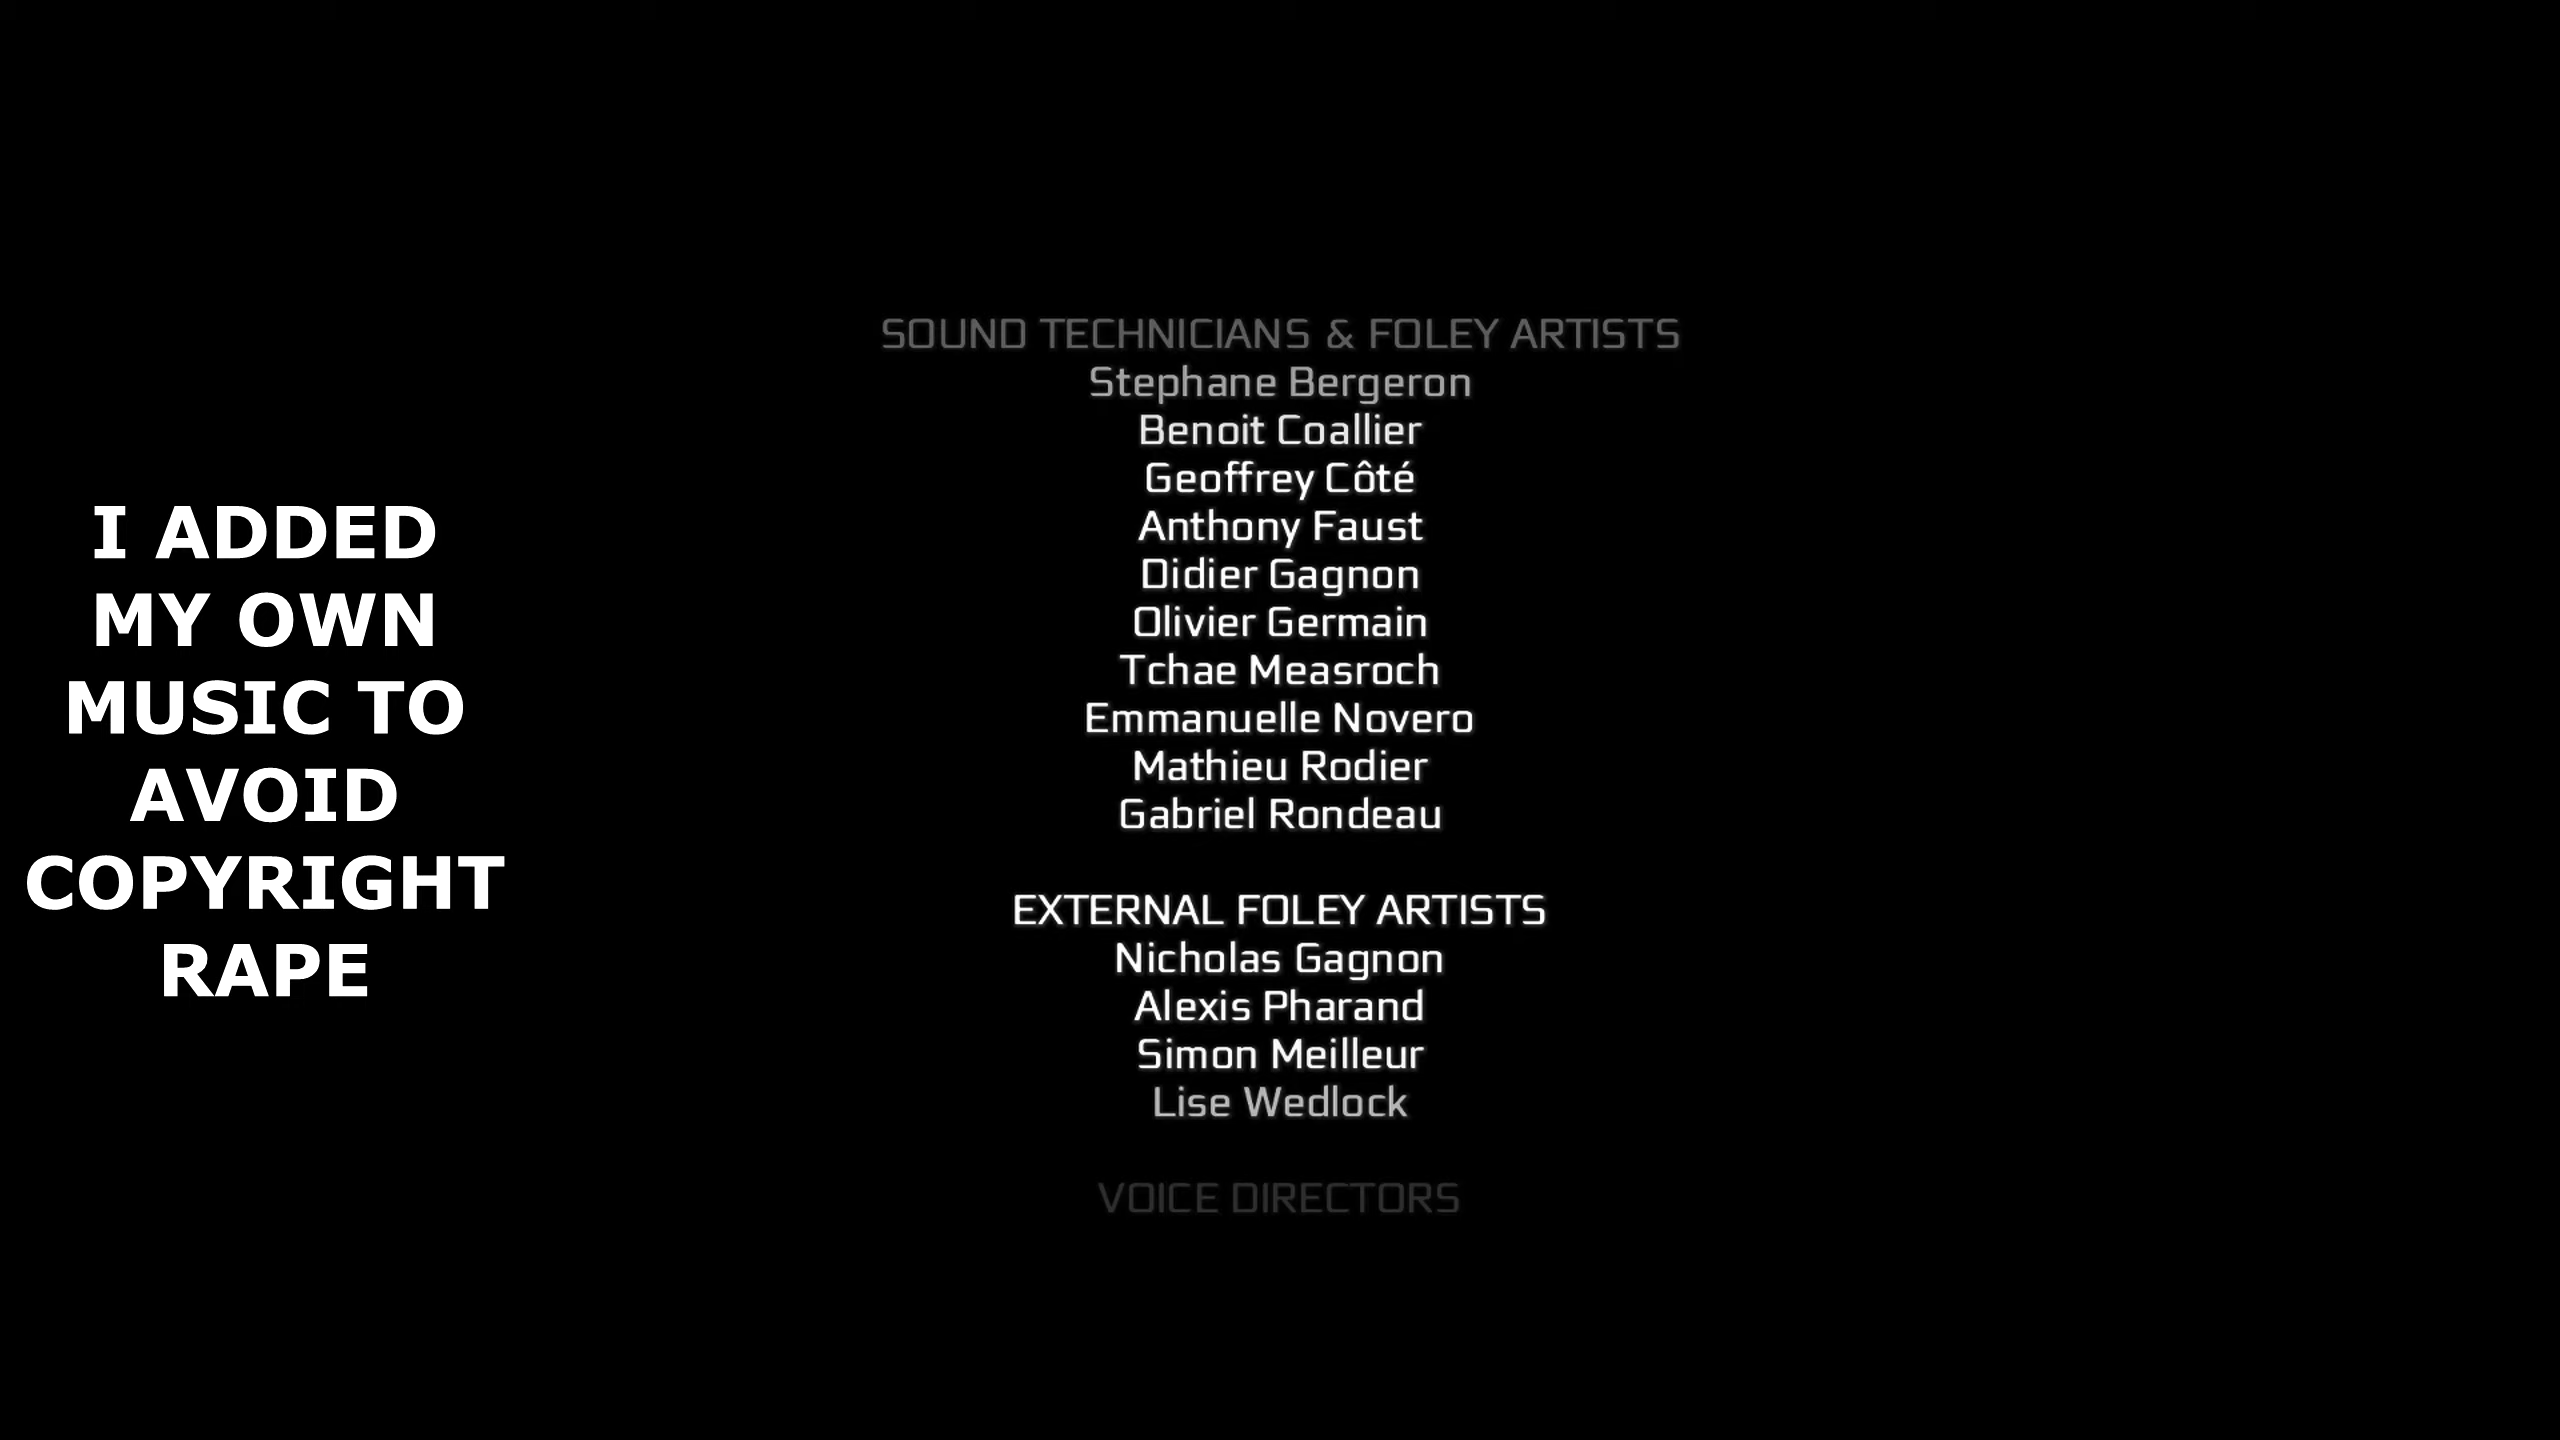 I ADDED
MY OWN
MUSIC TO
AVOID
COPYRIGHT
RAPE
SOUND TECHNICIANS & FOLEY ARTISTS
Stephane Bergeron
Benoit Coallier
Geoffrey Côté
Anthony Faust
Didier Gagnon
Olivier Germain
Tchae Measroch
Emmanuelle Novero
Mathieu Rodier
Gabriel Rondeau
EXTERNAL FOLEY ARTISTS
Nicholas Gagnon
Alexis Pharand
Simon Meilleur
Lise Wedlock
VOICE DIRECTORS